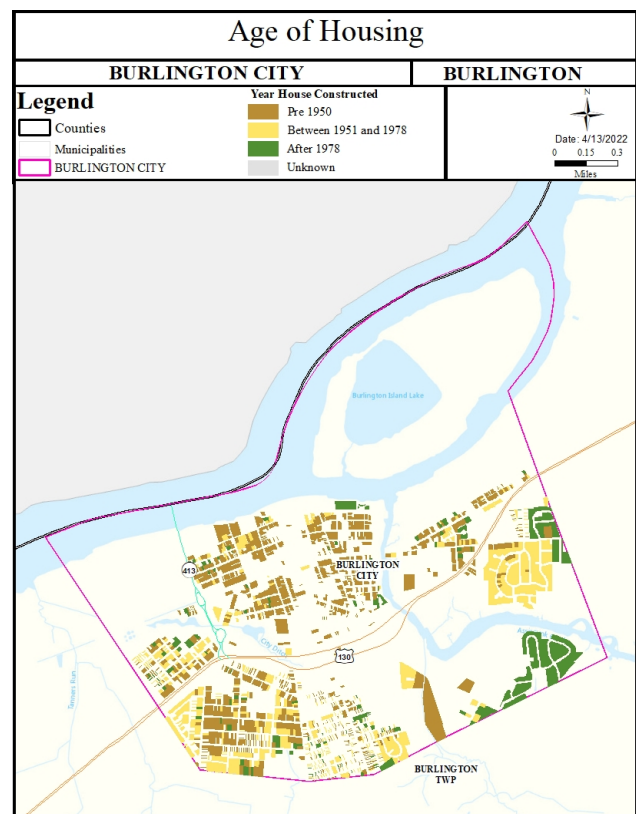 Age of Housing
BURLINGTON CITY
BURLINGTON
Legend
Counties
Municipalities
BURLINGTON CITY
Year House Constructed
Pre 1950
Between 1951 and 1978
After 1978
Unknown
N
Date: 4/13/2022
0 0.15 0.3
Miles
Burlington Island Lake
413
BURLINGTON
CITY
130
Tanners Run
BURLINGTON
TWP